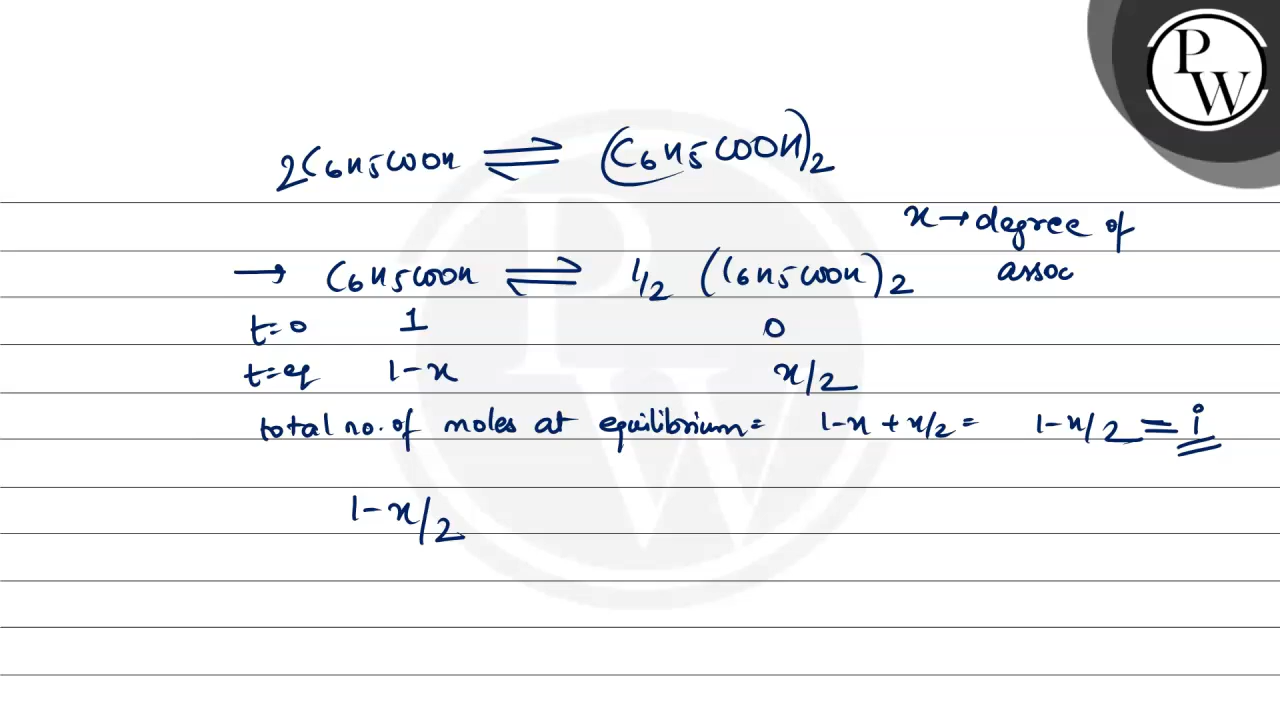 PW
2C6H5COOH ⇌ (C6H5COOH)2
x → degree of
assoc
→ C6H5COOH ⇌ 1/2 (C6H5COOH)2
t=0 1 0
t=eq 1-x x/2
total no. of moles at equilibrium = 1-x + x/2 = 1-x/2 = i
1-x/2